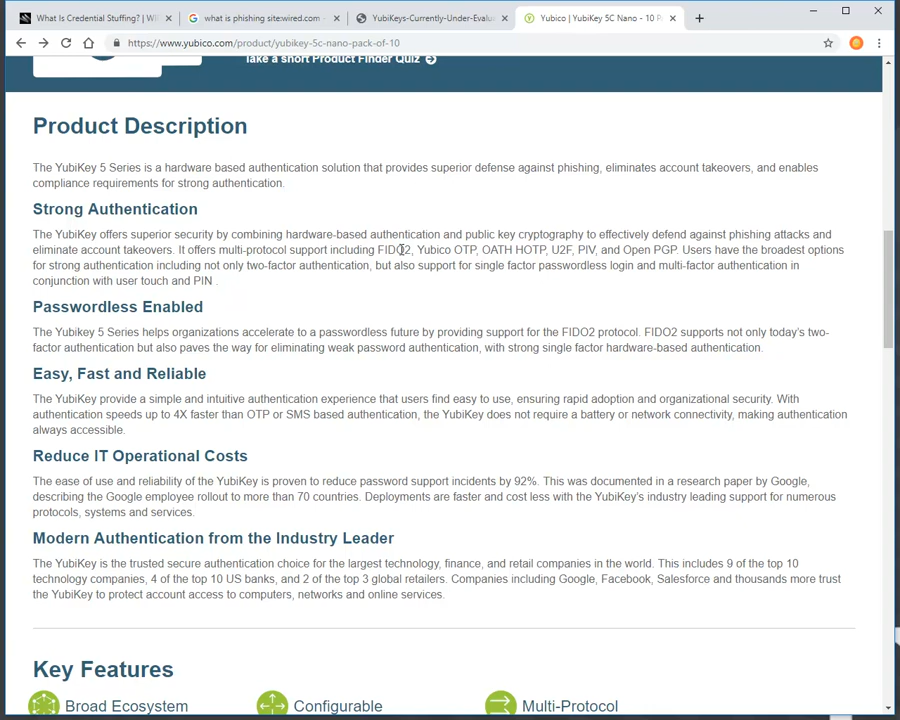 What Is Credential Stuffing? | WI
what is phishing site:wired.com -
YubiKeys-Currently-Under-Evalua
Yubico | YubiKey 5C Nano - 10 P
https://www.yubico.com/product/yubikey-5c-nano-pack-of-10
Take a short Product Finder Quiz
Product Description
The YubiKey 5 Series is a hardware based authentication solution that provides superior defense against phishing, eliminates account takeovers, and enables
compliance requirements for strong authentication.
Strong Authentication
The YubiKey offers superior security by combining hardware-based authentication and public key cryptography to effectively defend against phishing attacks and
eliminate account takeovers. It offers multi-protocol support including FIDO2, Yubico OTP, OATH HOTP, U2F, PIV, and Open PGP. Users have the broadest options
for strong authentication including not only two-factor authentication, but also support for single factor passwordless login and multi-factor authentication in
conjunction with user touch and PIN .
Passwordless Enabled
The Yubikey 5 Series helps organizations accelerate to a passwordless future by providing support for the FIDO2 protocol. FIDO2 supports not only today's two-
factor authentication but also paves the way for eliminating weak password authentication, with strong single factor hardware-based authentication.
Easy, Fast and Reliable
The YubiKey provide a simple and intuitive authentication experience that users find easy to use, ensuring rapid adoption and organizational security. With
authentication speeds up to 4X faster than OTP or SMS based authentication, the YubiKey does not require a battery or network connectivity, making authentication
always accessible.
Reduce IT Operational Costs
The ease of use and reliability of the YubiKey is proven to reduce password support incidents by 92%. This was documented in a research paper by Google,
describing the Google employee rollout to more than 70 countries. Deployments are faster and cost less with the YubiKey's industry leading support for numerous
protocols, systems and services.
Modern Authentication from the Industry Leader
The YubiKey is the trusted secure authentication choice for the largest technology, finance, and retail companies in the world. This includes 9 of the top 10
technology companies, 4 of the top 10 US banks, and 2 of the top 3 global retailers. Companies including Google, Facebook, Salesforce and thousands more trust
the YubiKey to protect account access to computers, networks and online services.
Key Features
Broad Ecosystem
Configurable
Multi-Protocol